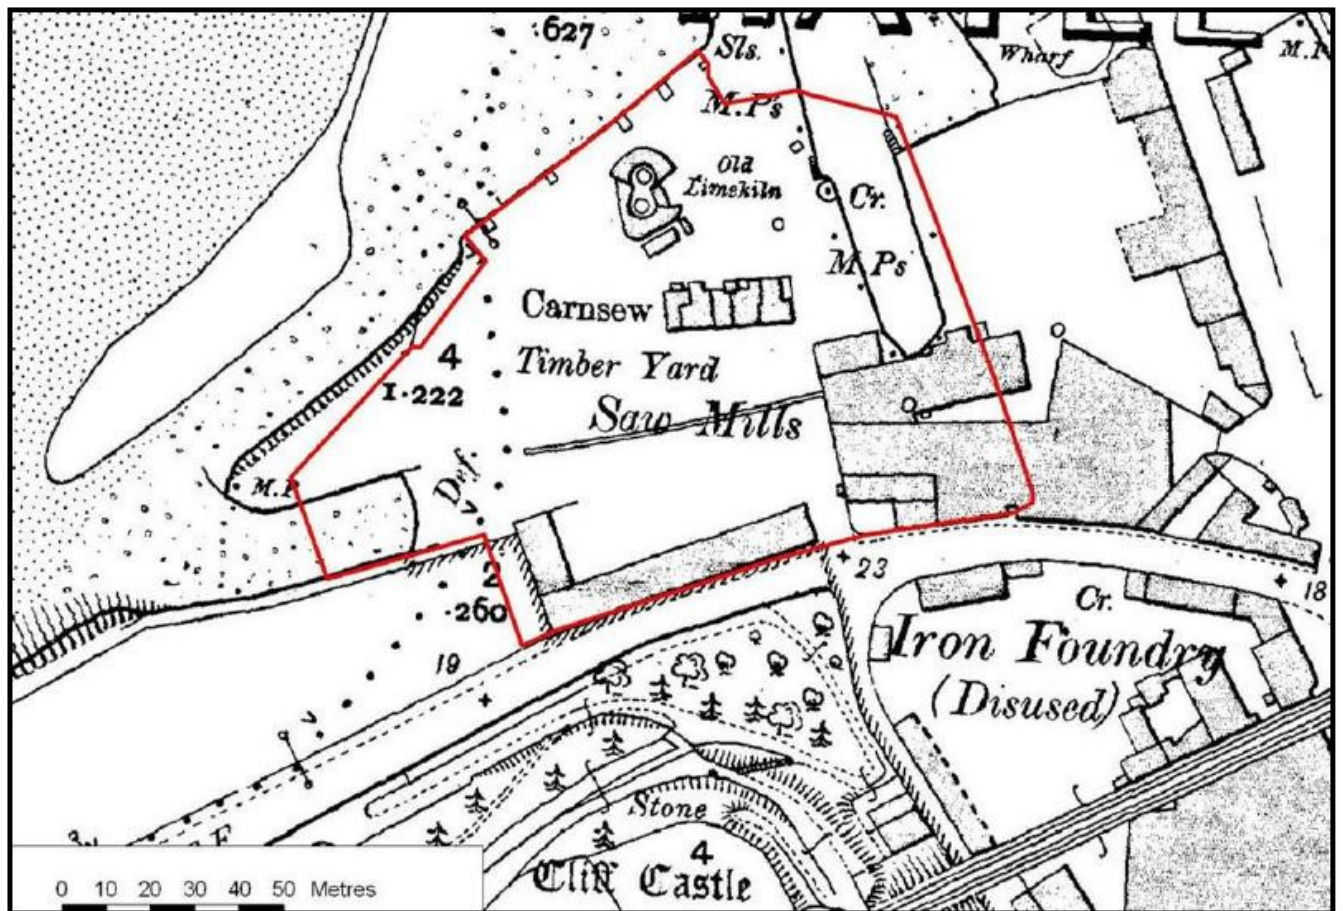 627
Sls.
Wharf
M.P
M.Ps
Old
Limekiln
Cr.
M.Ps
Carnsew
4
1·222
Timber Yard
Saw Mills
Def.
M.P.
2
·260
23
18
19
Cr.
Iron Foundry
(Disused)
Stone
4
Cliff Castle
F
0 10 20 30 40 50 Metres